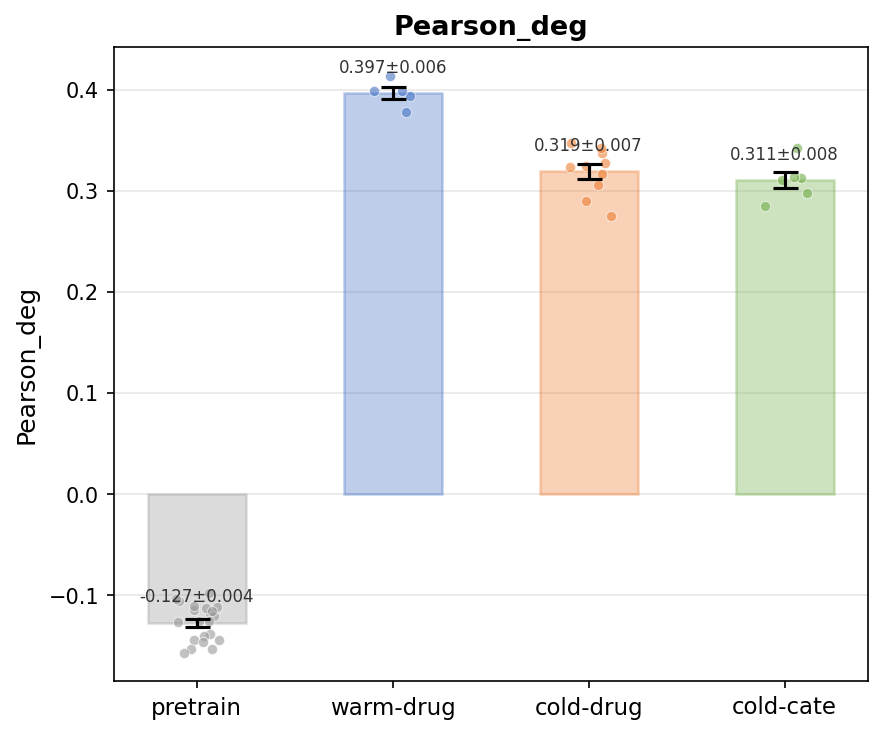 Pearson_deg
Pearson_deg
0.4
0.3
0.2
0.1
0.0
−0.1
0.397±0.006
0.319±0.007
0.311±0.008
-0.127±0.004
pretrain
warm-drug
cold-drug
cold-cate